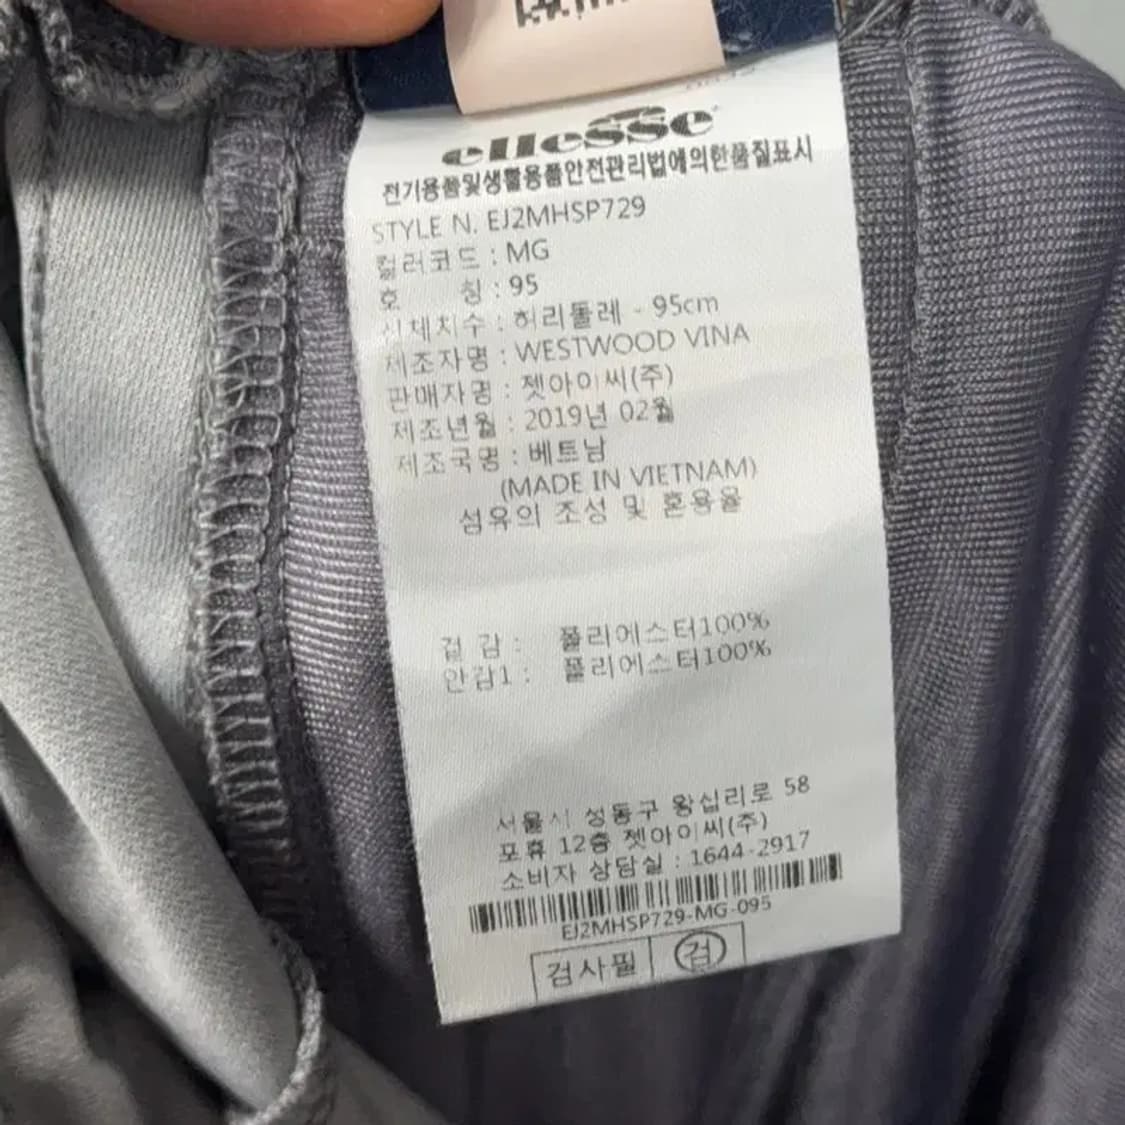 ellesse
전기용품및생활용품안전관리법에의한품질표시
STYLE N. EJ2MHSP729
컬러코드 : MG
호 칭 : 95
신체치수 : 허리둘레 - 95cm
제조자명 : WESTWOOD VINA
판매자명 : 젯아이씨(주)
제조년월 : 2019년 02월
제조국명 : 베트남
(MADE IN VIETNAM)
섬유의 조성 및 혼용율
겉감 : 폴리에스터100%
안감1 : 폴리에스터100%
서울시 성동구 왕십리로 58
포휴 12층 젯아이씨(주)
소비자 상담실 : 1644-2917
EJ2MHSP729-MG-095
검사필 검